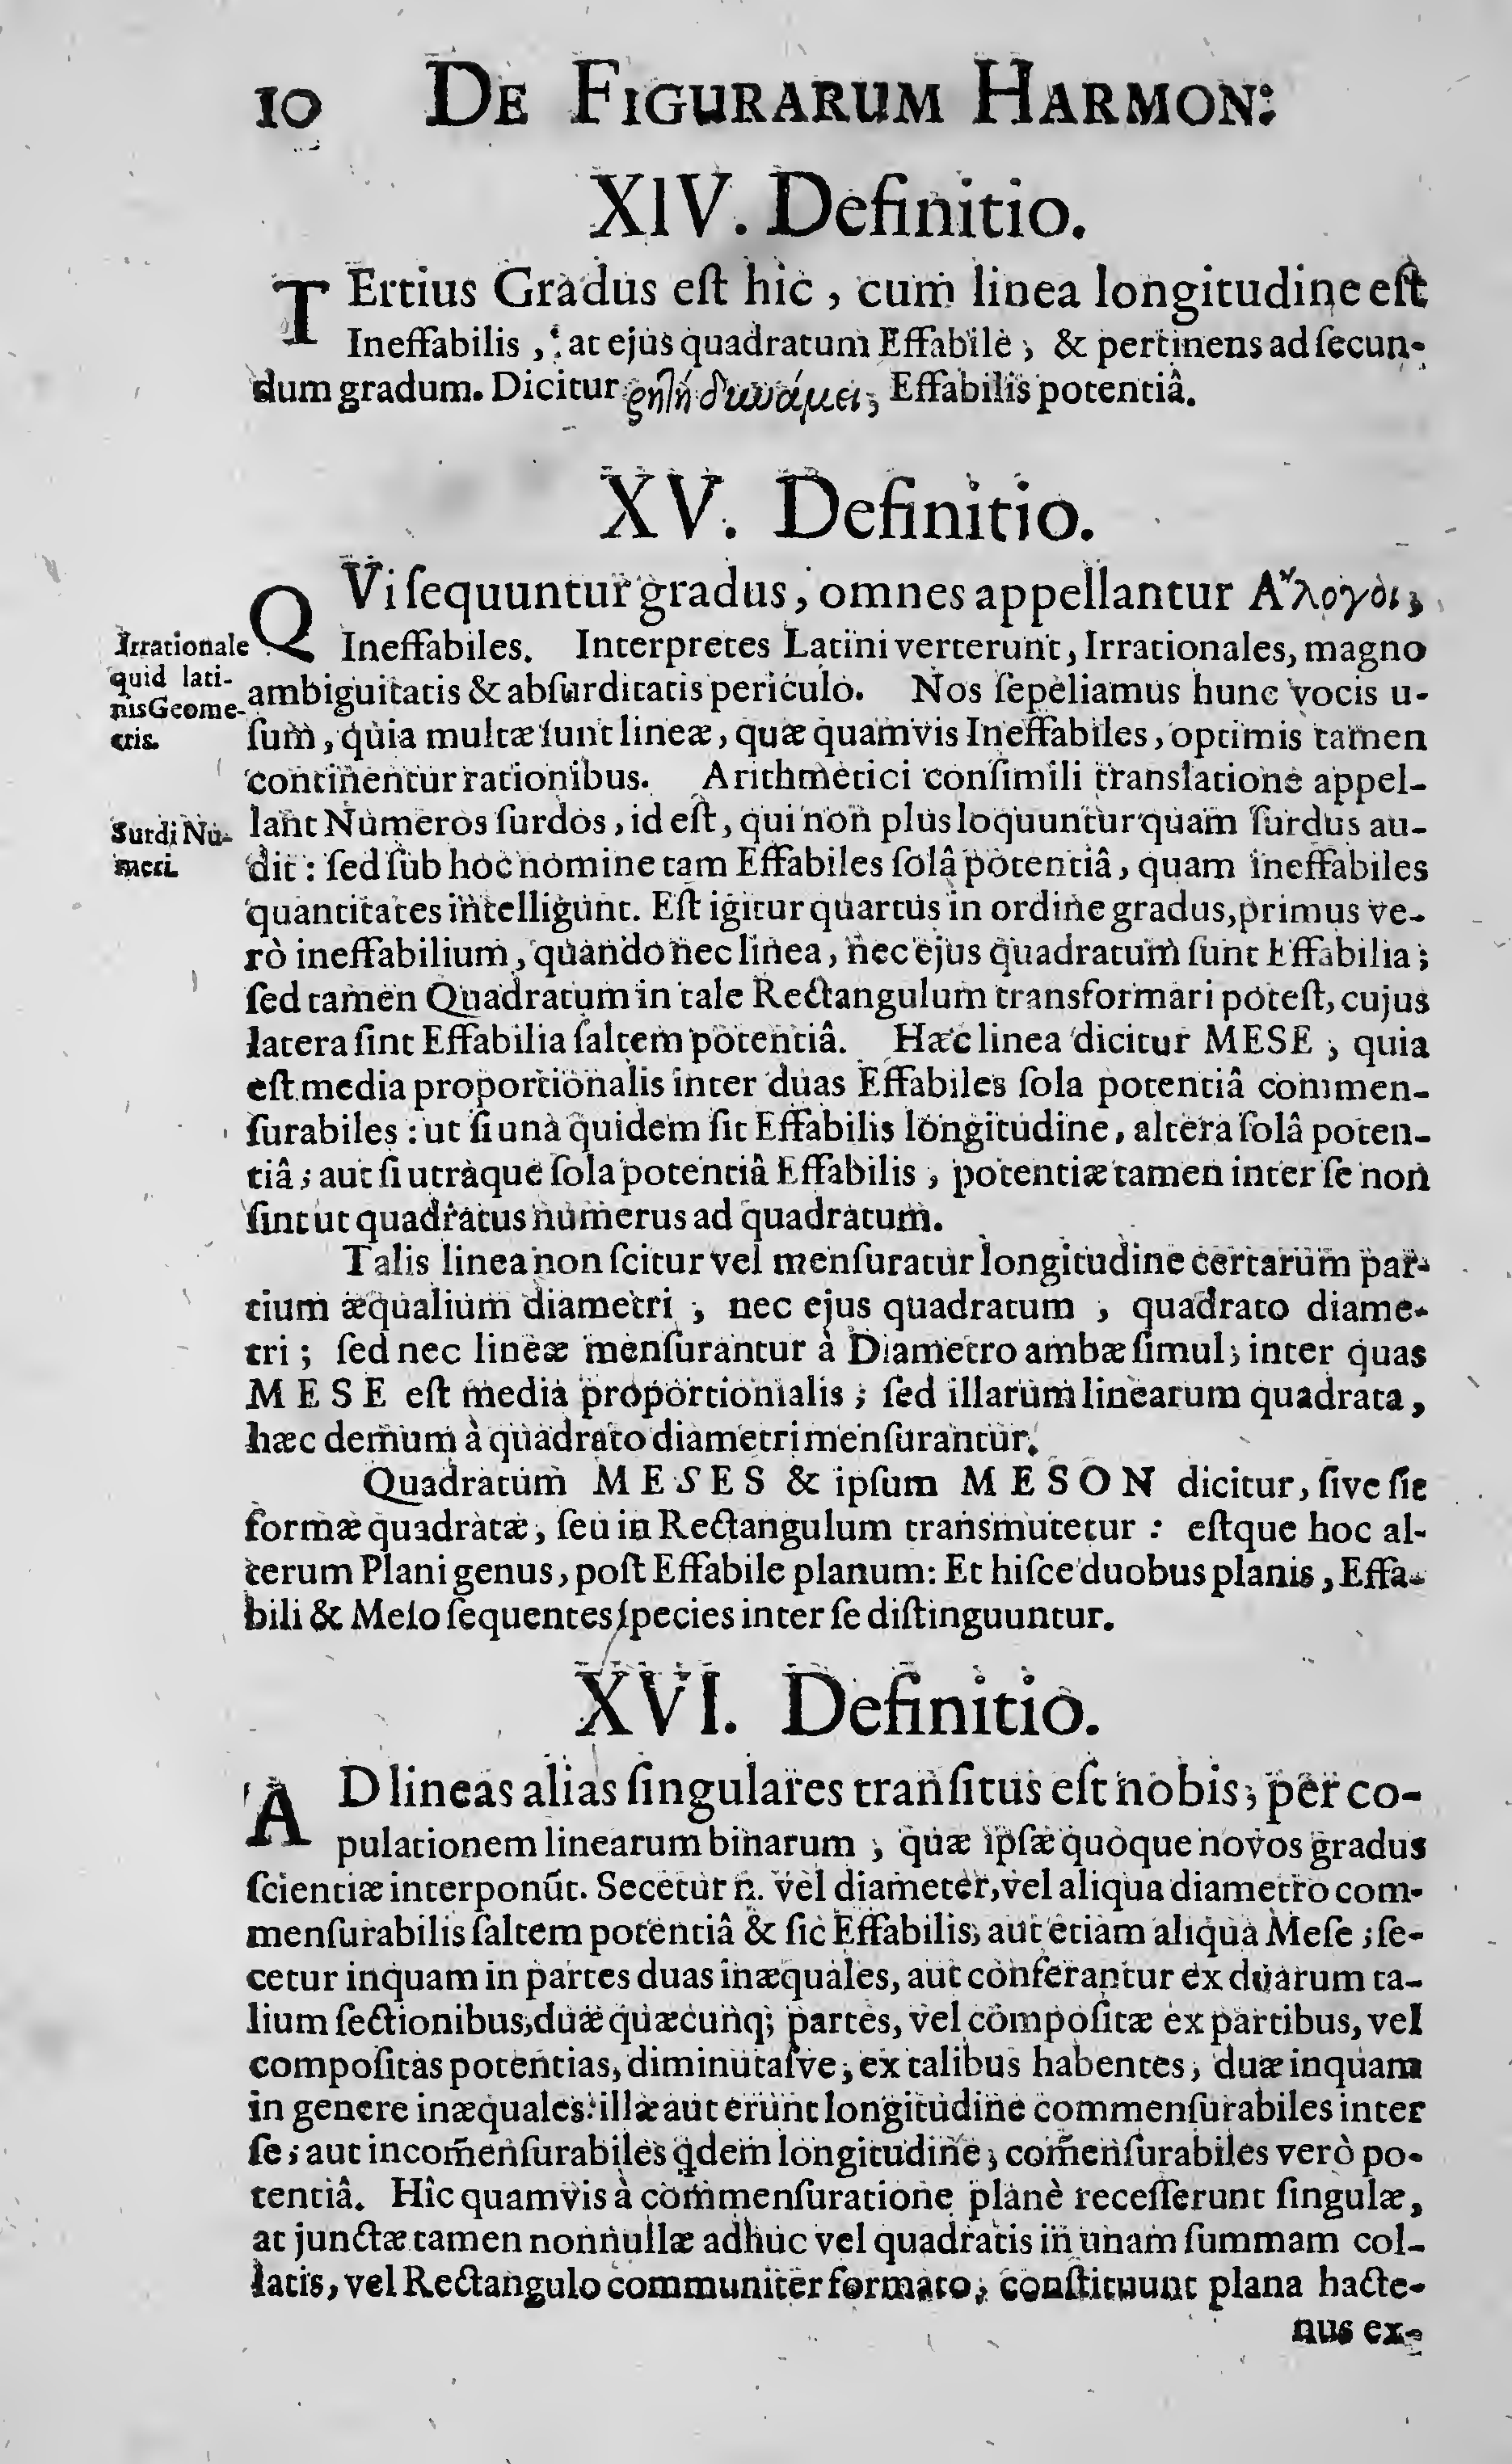 10 DE FIGURARUM HARMON:
XIV. Definitio.
TErtius Gradus eſt hic, cum linea longitudine eſt
Ineffabilis, at ejus quadratum Effabile, & pertinens ad ſecun-
dum gradum. Dicitur ῥητὴ δυνάμει, Effabilis potentiâ.
XV. Definitio.
QVi ſequuntur gradus, omnes appellantur Α῎λογοι,
Irrationale
quid lati-
nis Geome-
tris.
Ineffabiles. Interpretes Latini verterunt, Irrationales, magno
ambiguitatis & abſurditatis periculo. Nos ſepeliamus hunc vocis u-
ſum, quia multæ ſunt lineæ, quæ quamvis Ineffabiles, optimis tamen
continentur rationibus. Arithmetici conſimili translatione appel-
Surdi Nu-
meri.
lant Numeros ſurdos, id eſt, qui non plus loquuntur quam ſurdus au-
dit: ſed ſub hoc nomine tam Effabiles ſolâ potentiâ, quam ineffabiles
quantitates intelligunt. Eſt igitur quartus in ordine gradus, primus ve-
rò ineffabilium, quando nec linea, nec ejus quadratum ſunt Effabilia;
ſed tamen Quadratum in tale Rectangulum transformari poteſt, cujus
latera ſint Effabilia ſaltem potentiâ. Hæc linea dicitur MESE, quia
eſt media proportionalis inter duas Effabiles ſola potentiâ commen-
ſurabiles: ut ſi una quidem ſit Effabilis longitudine, altera ſolâ poten-
tiâ; aut ſi utraque ſola potentiâ Effabilis, potentiæ tamen inter ſe non
ſint ut quadratus numerus ad quadratum.
Talis linea non ſcitur vel menſuratur longitudine certarum par-
tium æqualium diametri, nec ejus quadratum, quadrato diame-
tri; ſed nec lineæ menſurantur à Diametro ambæ ſimul, inter quas
MESE eſt media proportionialis; ſed illarum linearum quadrata,
hæc demum à quadrato diametri menſurantur.
Quadratum MESES & ipſum MESON dicitur, ſive ſit
formæ quadratæ, ſeu in Rectangulum transmutetur: eſtque hoc al-
terum Plani genus, poſt Effabile planum: Et hiſce duobus planis, Effa-
bili & Meſo ſequentes ſpecies inter ſe diſtinguuntur.
XVI. Definitio.
AD lineas alias ſingulares tranſitus eſt nobis, per co-
pulationem linearum binarum, quæ ipſæ quoque novos gradus
ſcientiæ interponũt. Secetur n̄. vel diameter, vel aliqua diametro com-
menſurabilis ſaltem potentiâ & ſic Effabilis, aut etiam aliqua Meſe; ſe-
cetur inquam in partes duas inæquales, aut conferantur ex duarum ta-
lium ſectionibus, duæ quæcunq; partes, vel compoſitæ ex partibus, vel
compoſitas potentias, diminutaſve, ex talibus habentes, duæ inquam
in genere inæquales: illæ aut erunt longitudine commenſurabiles inter
ſe; aut incom̃enſurabiles qdem longitudine, com̃enſurabiles verò po-
tentiâ. Hîc quamvis à commenſuratione planè receſſerunt ſingulæ,
at junctæ tamen nonnullæ adhuc vel quadratis in unam ſummam col-
latis, vel Rectangulo communiter formato, conſtituunt plana hacte-
nus ex-